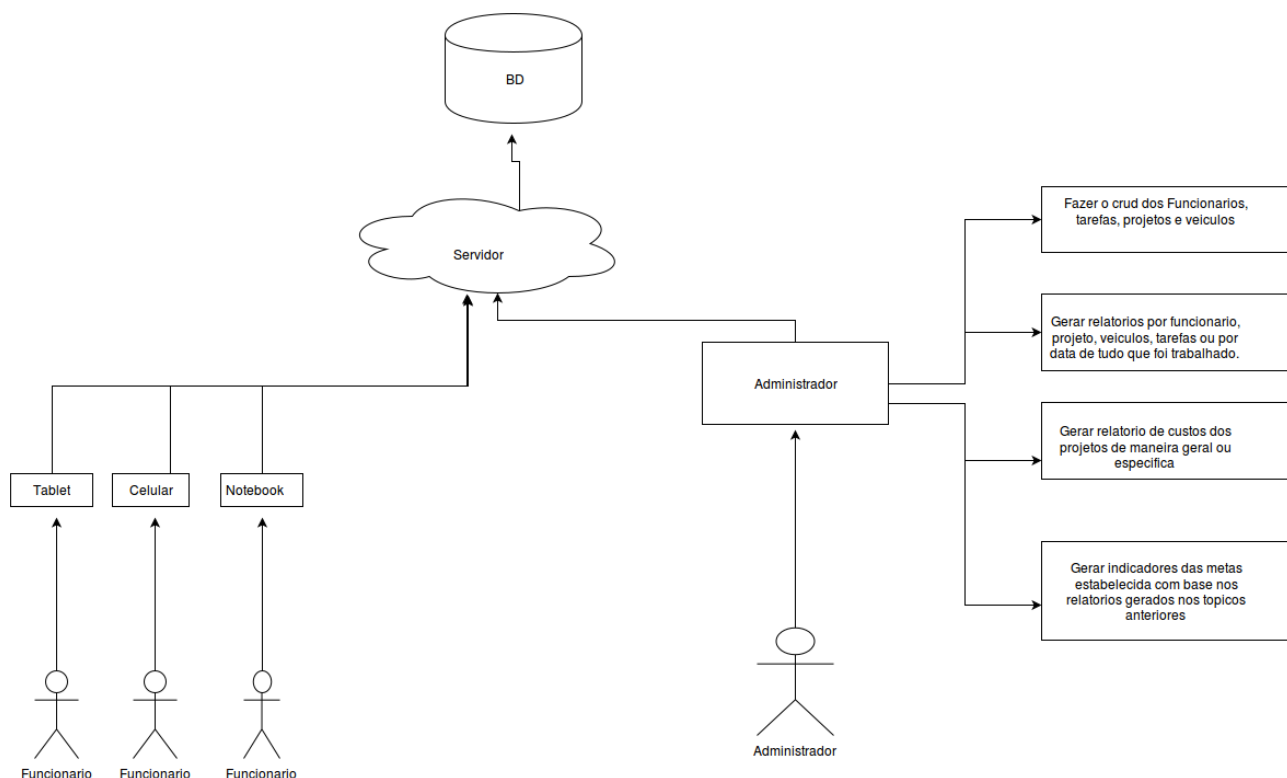 BD
Servidor
Fazer o crud dos Funcionarios,
tarefas, projetos e veiculos
Gerar relatorios por funcionario,
projeto, veiculos, tarefas ou por
data de tudo que foi trabalhado.
Administrador
Gerar relatorio de custos dos
projetos de maneira geral ou
especifica
Tablet
Celular
Notebook
Gerar indicadores das metas
estabelecida com base nos
relatorios gerados nos topicos
anteriores
Administrador
Funcionario
Funcionario
Funcionario